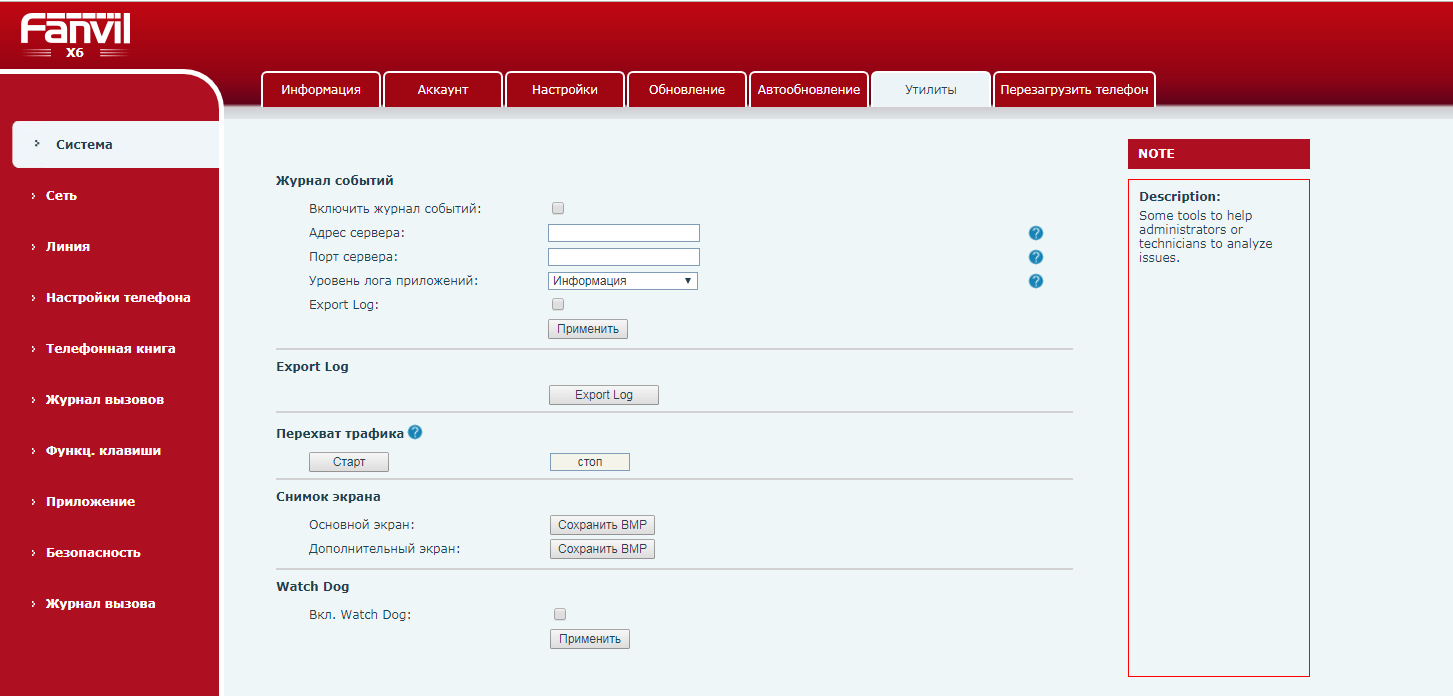 Fanvil
X6
Информация
Аккаунт
Настройки
Обновление
Автообновление
Утилиты
Перезагрузить телефон
Система
Сеть
Линия
Настройки телефона
Телефонная книга
Журнал вызовов
Функц. клавиши
Приложение
Безопасность
Журнал вызова
Журнал событий
Включить журнал событий:
Адрес сервера:
Порт сервера:
Уровень лога приложений: Информация
Export Log:
Применить
Export Log
Export Log
Перехват трафика
Старт стоп
Снимок экрана
Основной экран: Сохранить BMP
Дополнительный экран: Сохранить BMP
Watch Dog
Вкл. Watch Dog:
Применить
NOTE
Description:
Some tools to help
administrators or
technicians to analyze
issues.